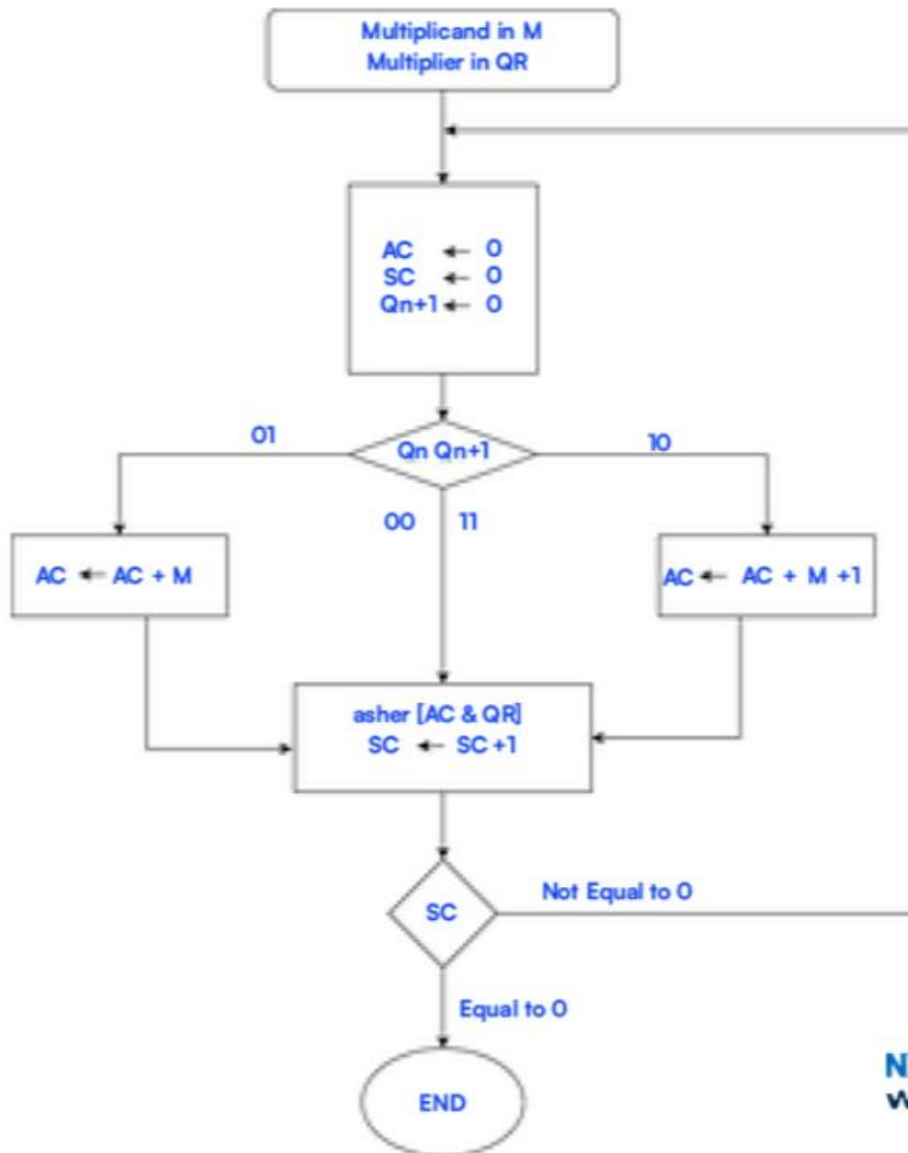 Multiplicand in M
Multiplier in QR
AC ← 0
SC ← 0
Qn+1 ← 0
01
Qn Qn+1
10
00
11
AC ← AC + M
AC ← AC + M +1
asher [AC & QR]
SC ← SC +1
SC
Not Equal to 0
Equal to 0
END